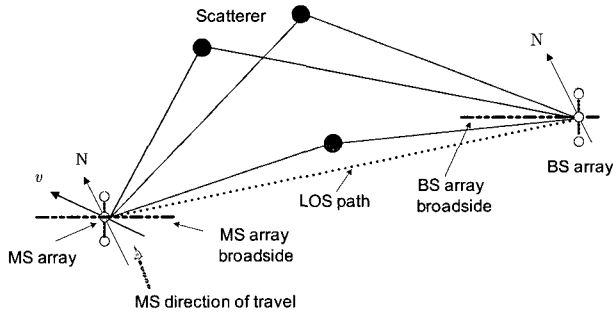 Scatterer
N
BS array
BS array
broadside
LOS path
N
v
MS array
MS array
broadside
MS direction of travel